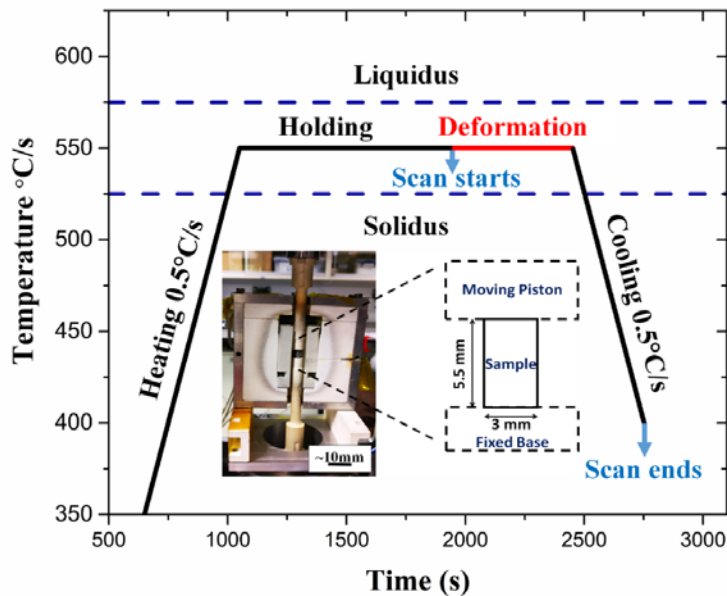 Temperature °C/s
600
550
500
450
400
350
500
1000
1500
2000
2500
3000
Time (s)
Liquidus
Holding
Deformation
Scan starts
Solidus
Heating 0.5°C/s
Cooling 0.5°C/s
Scan ends
Moving Piston
Sample
5.5 mm
3 mm
Fixed Base
~10mm